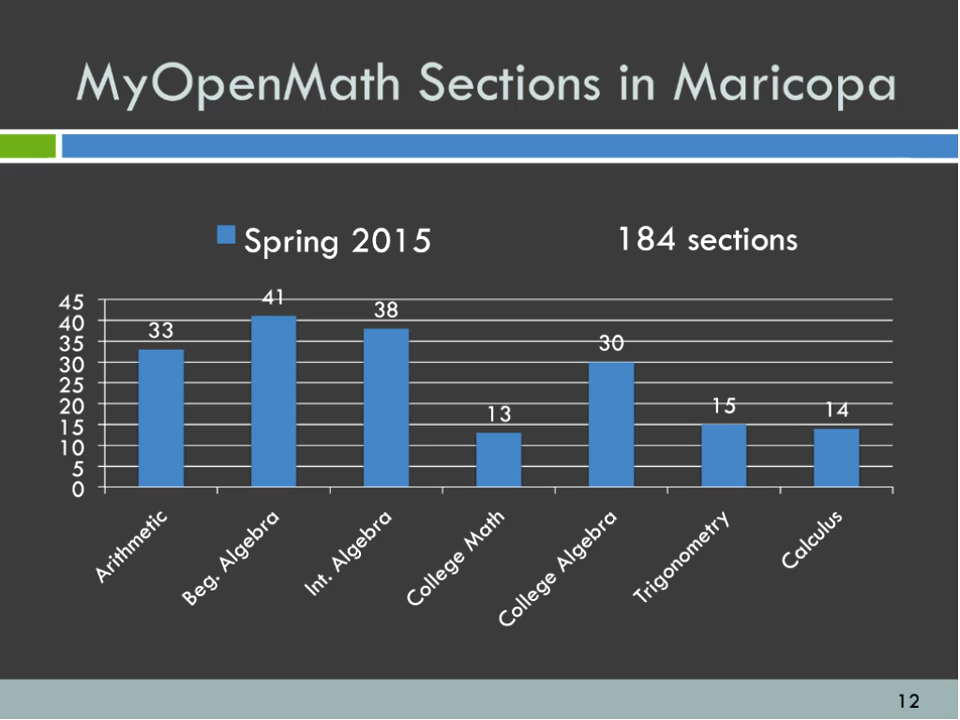 MyOpenMath Sections in Maricopa
Spring 2015
184 sections
45
40
35
30
25
20
15
10
5
0
33
41
38
13
30
15
14
Arithmetic
Beg. Algebra
Int. Algebra
College Math
College Algebra
Trigonometry
Calculus
12